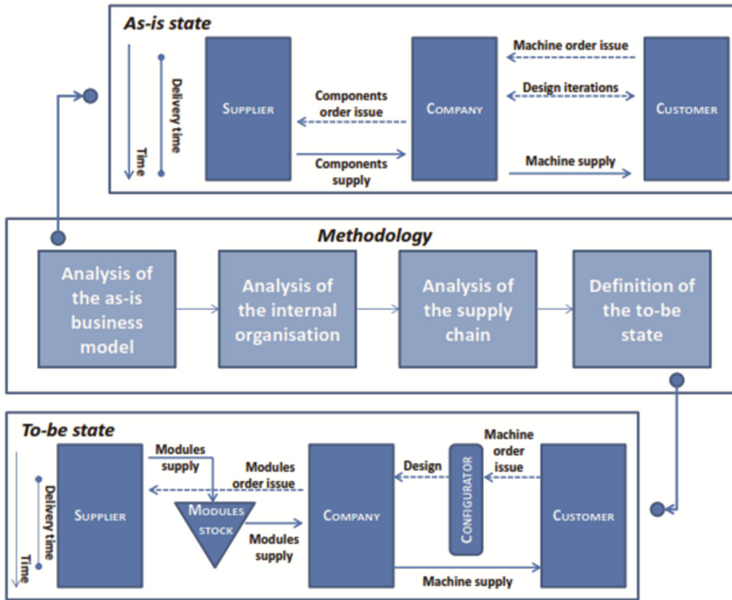 As-is state
Delivery time
Time
SUPPLIER
Components
order issue
Components
supply
COMPANY
Machine order issue
Design iterations
Machine supply
CUSTOMER
Methodology
Analysis of
the as-is
business
model
Analysis of
the internal
organisation
Analysis of
the supply
chain
Definition of
the to-be
state
To-be state
Delivery time
Time
SUPPLIER
Modules
supply
Modules
order issue
MODULES
STOCK
Modules
supply
COMPANY
Design
CONFIGURATOR
Machine
order
issue
Machine supply
CUSTOMER